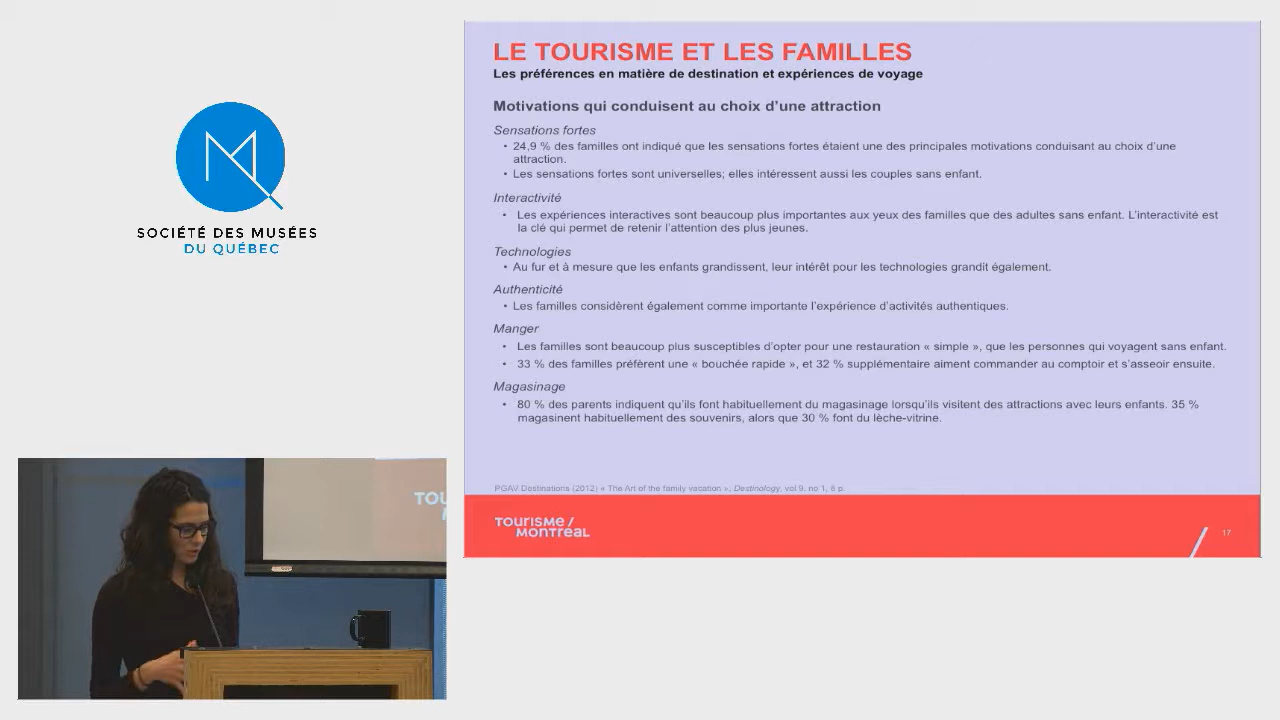 SOCIÉTÉ DES MUSÉES
DU QUÉBEC
LE TOURISME ET LES FAMILLES
Les préférences en matière de destination et expériences de voyage
Motivations qui conduisent au choix d’une attraction
Sensations fortes
• 24,9 % des familles ont indiqué que les sensations fortes étaient une des principales motivations conduisant au choix d’une
attraction.
• Les sensations fortes sont universelles; elles intéressent aussi les couples sans enfant.
Interactivité
• Les expériences interactives sont beaucoup plus importantes aux yeux des familles que des adultes sans enfant. L’interactivité est
la clé qui permet de retenir l’attention des plus jeunes.
Technologies
• Au fur et à mesure que les enfants grandissent, leur intérêt pour les technologies grandit également.
Authenticité
• Les familles considèrent également comme importante l’expérience d’activités authentiques.
Manger
• Les familles sont beaucoup plus susceptibles d’opter pour une restauration « simple », que les personnes qui voyagent sans enfant.
• 33 % des familles préfèrent une « bouchée rapide », et 32 % supplémentaire aiment commander au comptoir et s’asseoir ensuite.
Magasinage
• 80 % des parents indiquent qu’ils font habituellement du magasinage lorsqu’ils visitent des attractions avec leurs enfants. 35 %
magasinent habituellement des souvenirs, alors que 30 % font du lèche-vitrine.
PGAV Destinations (2012) « The Art of the family vacation », Destinology, vol 9, no 1, 8 p.
TOURISME /
MONTRÉAL
17
TOU